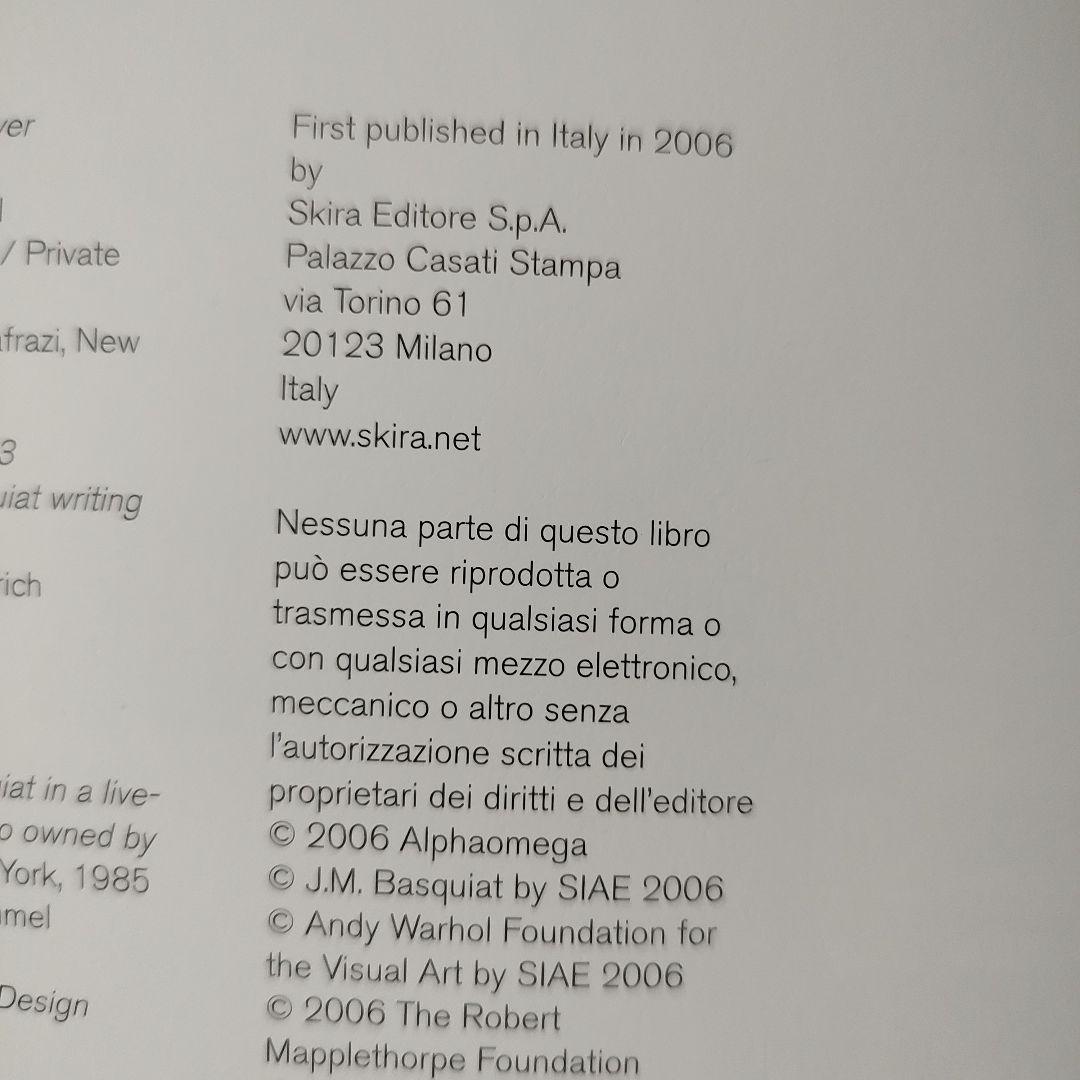 ver
/ Private
afrazi, New
3
uiat writing
rich
iat in a live-
o owned by
York, 1985
mel
Design
First published in Italy in 2006
by
Skira Editore S.p.A.
Palazzo Casati Stampa
via Torino 61
20123 Milano
Italy
www.skira.net
Nessuna parte di questo libro
può essere riprodotta o
trasmessa in qualsiasi forma o
con qualsiasi mezzo elettronico,
meccanico o altro senza
l'autorizzazione scritta dei
proprietari dei diritti e dell'editore
© 2006 Alphaomega
© J.M. Basquiat by SIAE 2006
© Andy Warhol Foundation for
the Visual Art by SIAE 2006
© 2006 The Robert
Mapplethorpe Foundation